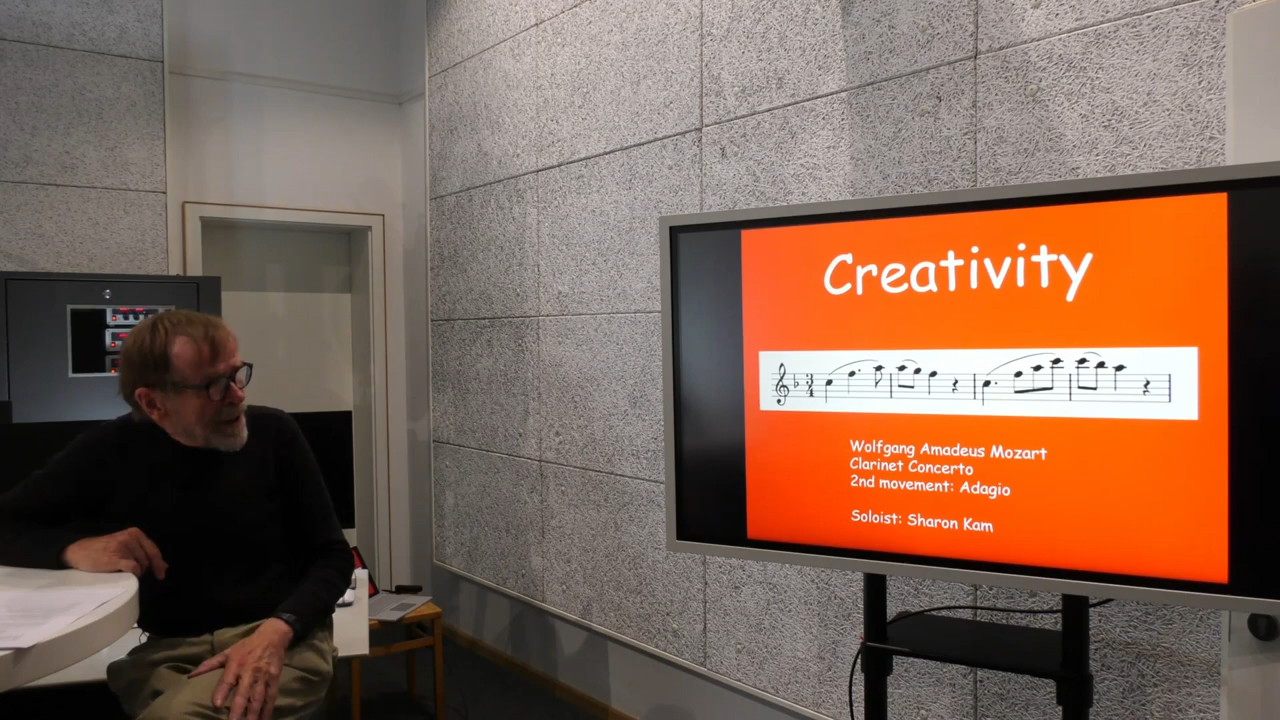 Creativity
Wolfgang Amadeus Mozart
Clarinet Concerto
2nd movement: Adagio
Soloist: Sharon Kam